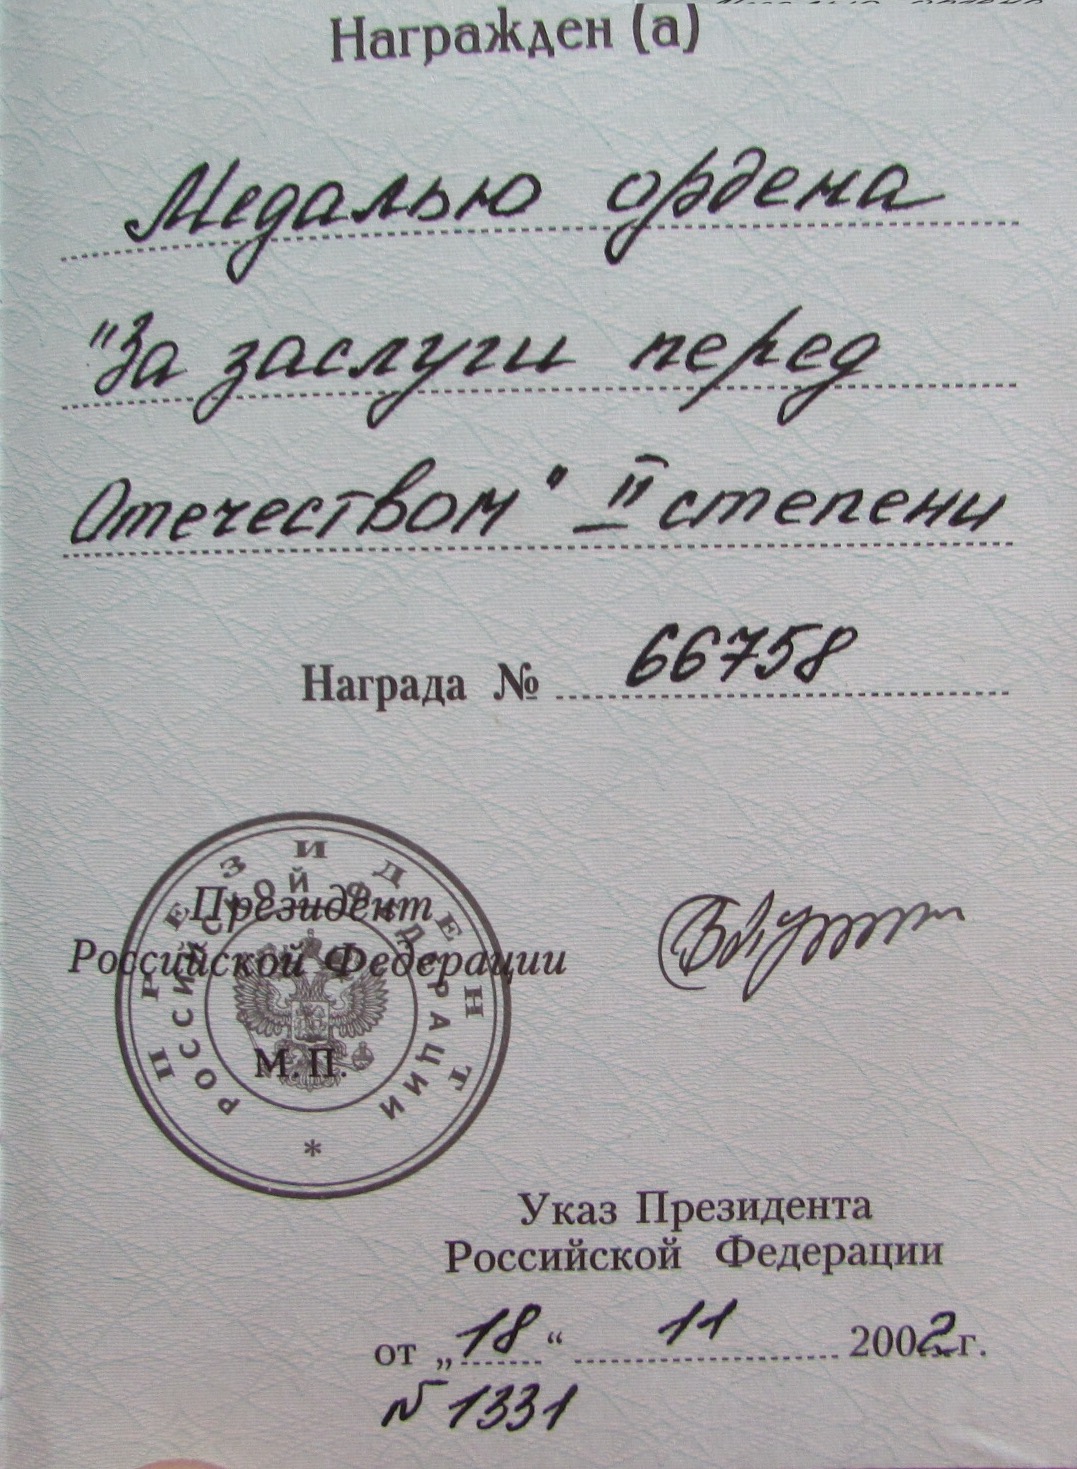 Награжден (а)
Медалью ордена
"За заслуги перед
Отечеством" II степени
Награда № 66758
ПРЕЗИДЕНТ
РОССИЙСКОЙ ФЕДЕРАЦИИ
*
Президент
Российской Федерации
М.П.
Указ Президента
Российской Федерации
от „18“ 11 2002 г.
N 1331